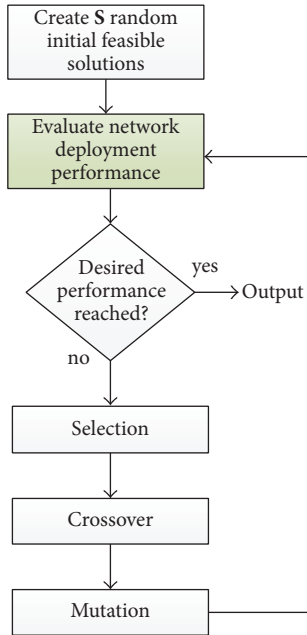 Create S random
initial feasible
solutions
Evaluate network
deployment
performance
Desired
performance
reached?
yes
Output
no
Selection
Crossover
Mutation